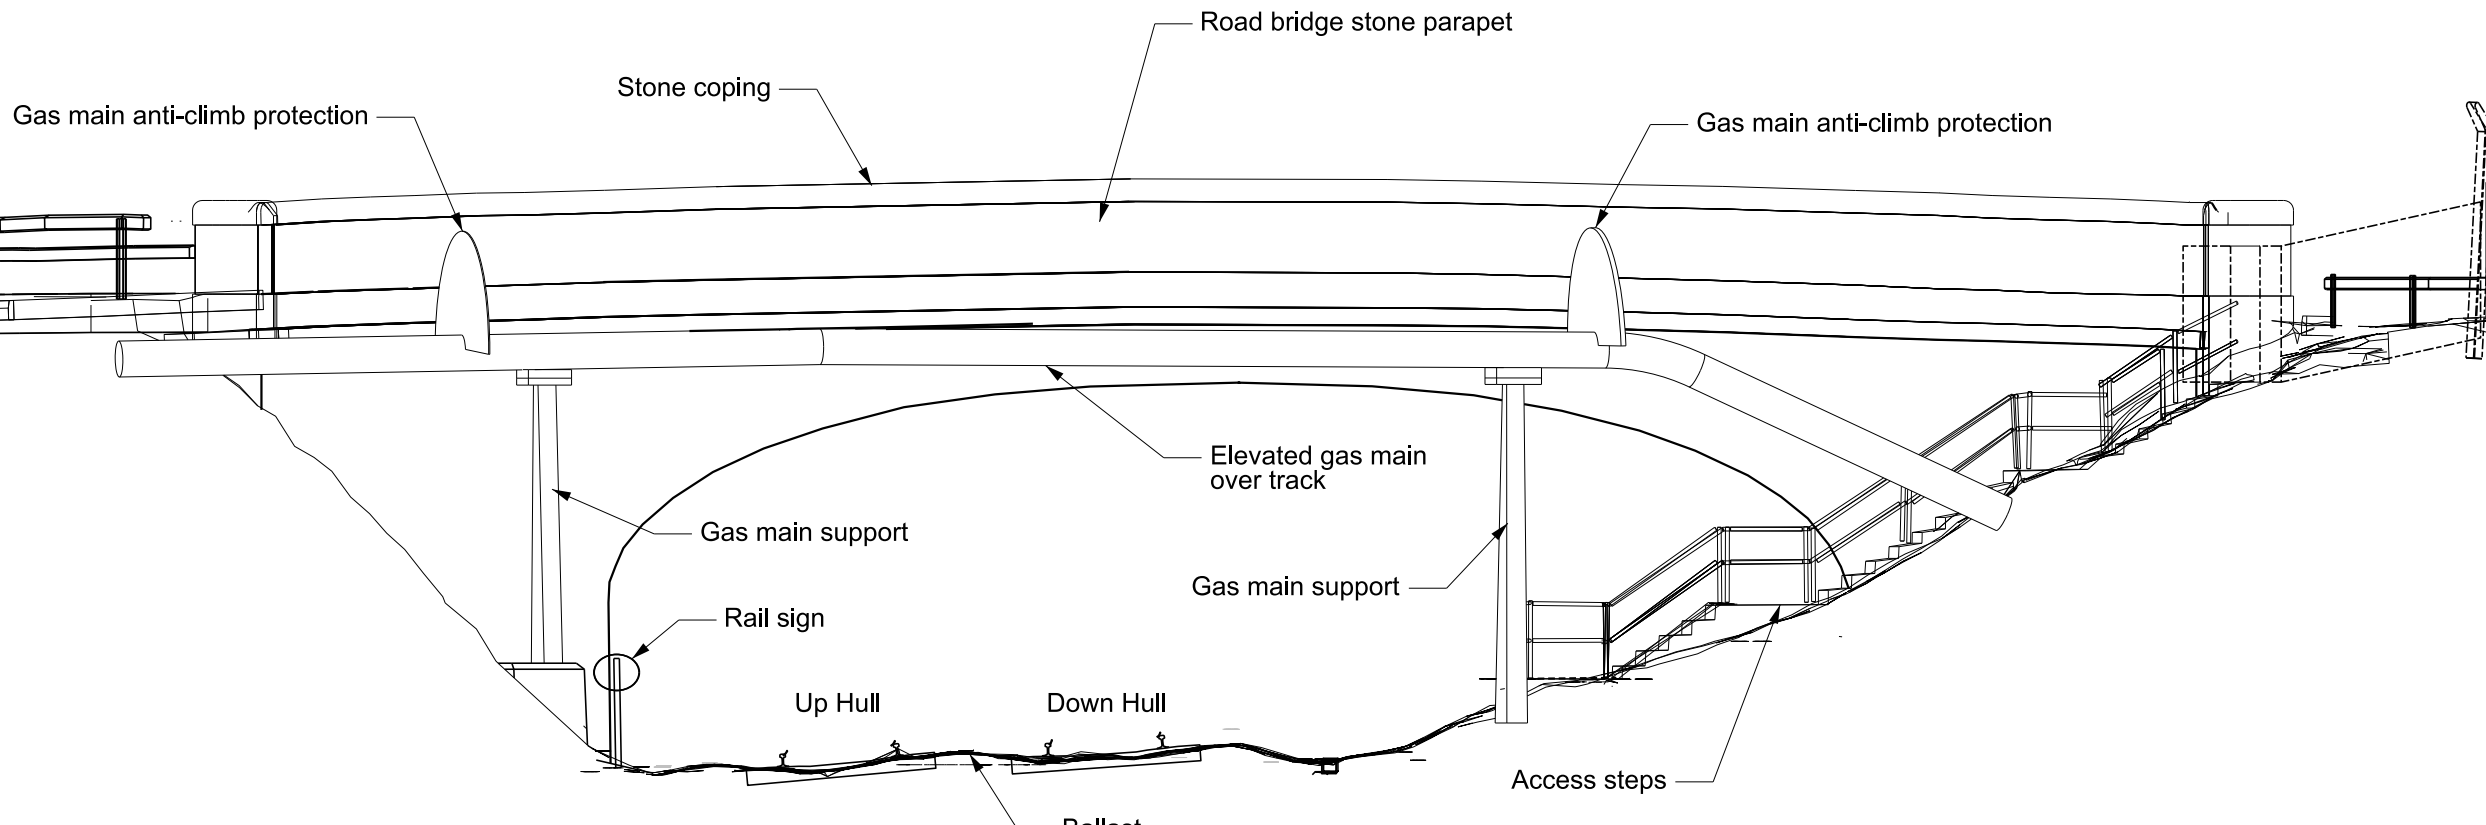 Road bridge stone parapet
Stone coping
Gas main anti-climb protection
Gas main anti-climb protection
Elevated gas main
over track
Gas main support
Gas main support
Rail sign
Up Hull
Down Hull
Access steps
Ballast